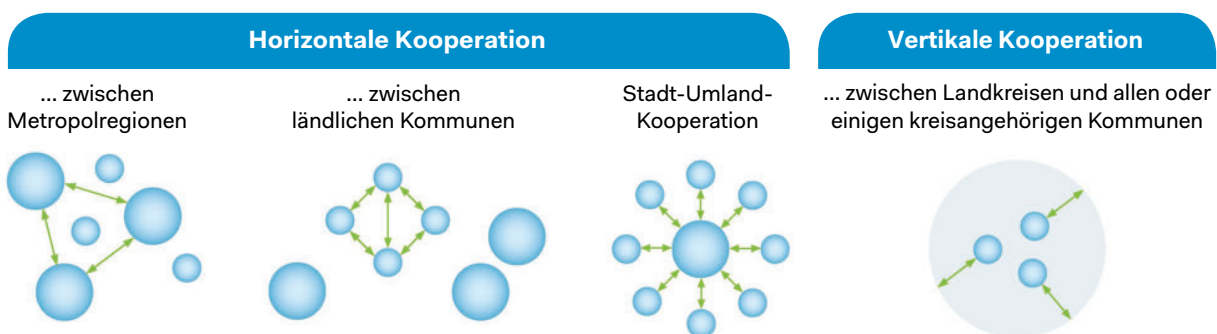 Horizontale Kooperation
Vertikale Kooperation
... zwischen
Metropolregionen
... zwischen
ländlichen Kommunen
Stadt-Umland-
Kooperation
... zwischen Landkreisen und allen oder
einigen kreisangehörigen Kommunen